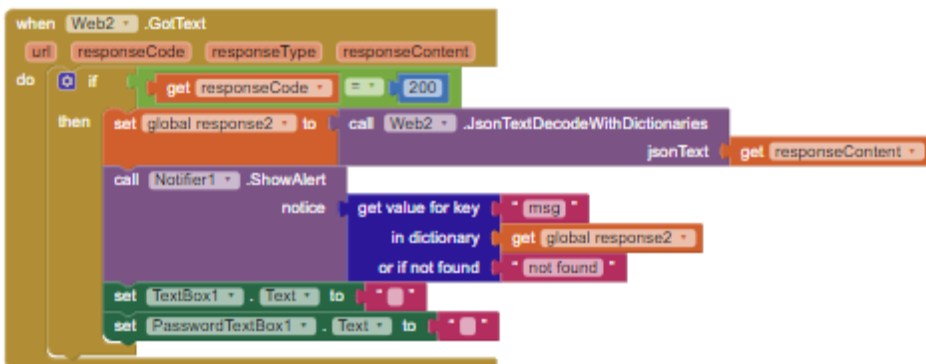 when Web2 .GotText
url responseCode responseType responseContent
do if get responseCode = 200
then set global response2 to call Web2 .JsonTextDecodeWithDictionaries
jsonText get responseContent
call Notifier1 .ShowAlert
notice get value for key " msg "
in dictionary get global response2
or if not found " not found "
set TextBox1 . Text to " "
set PasswordTextBox1 . Text to " "